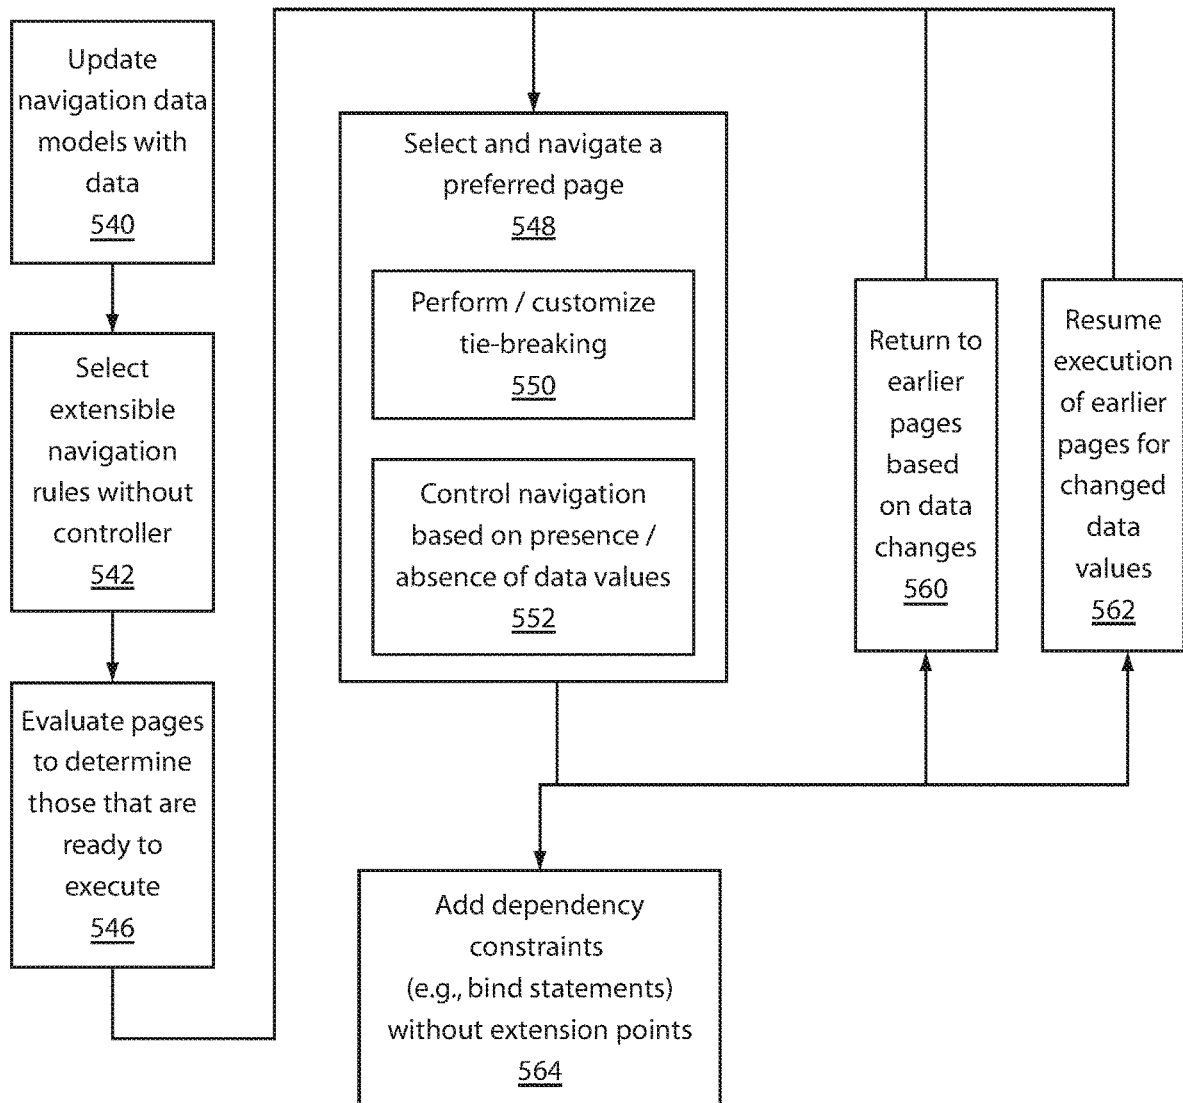 Update
navigation data
models with
data
540
Select
extensible
navigation
rules without
controller
542
Evaluate pages
to determine
those that are
ready to
execute
546
Select and navigate a
preferred page
548
Perform / customize
tie-breaking
550
Control navigation
based on presence /
absence of data values
552
Return to
earlier
pages
based
on data
changes
560
Resume
execution
of earlier
pages for
changed
data
values
562
Add dependency
constraints
(e.g., bind statements)
without extension points
564